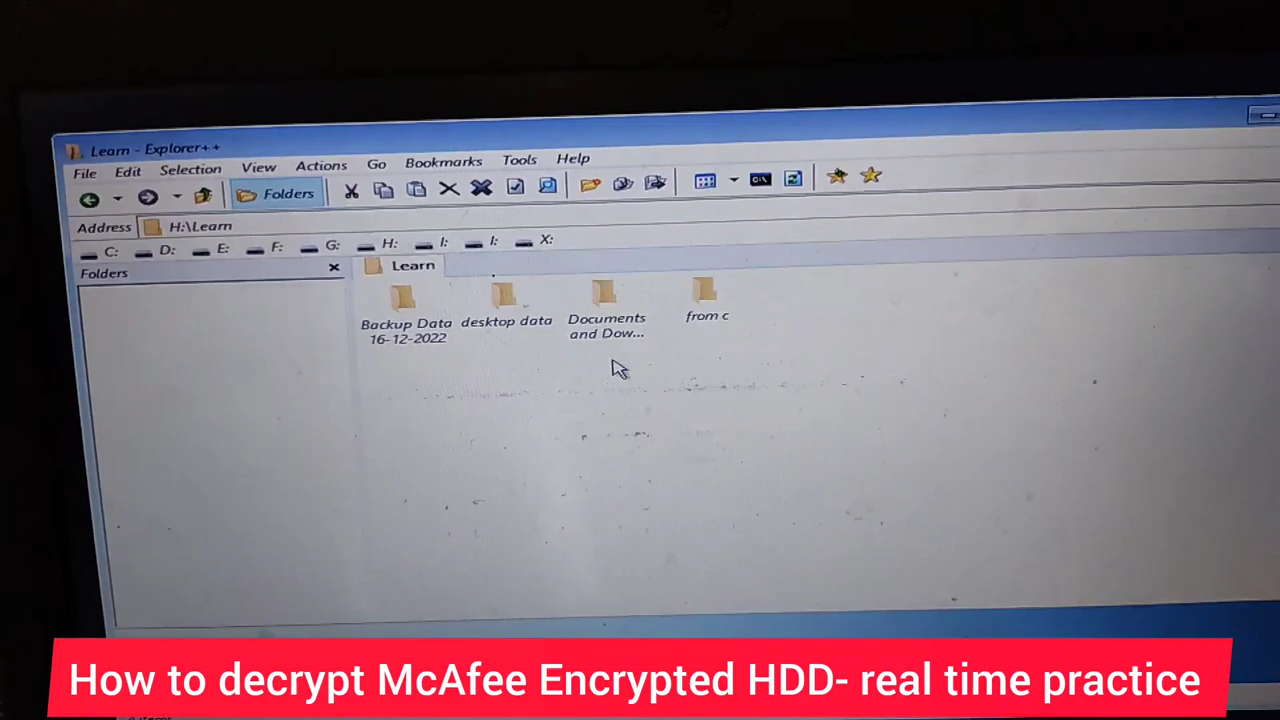 Learn - Explorer++
File Edit Selection View Actions Go Bookmarks Tools Help
Folders
Address H:\Learn
C: D: E: F: G: H: I: I: X:
Folders
Learn
Backup Data
16-12-2022
desktop data
Documents
and Dow...
from c
How to decrypt McAfee Encrypted HDD- real time practice